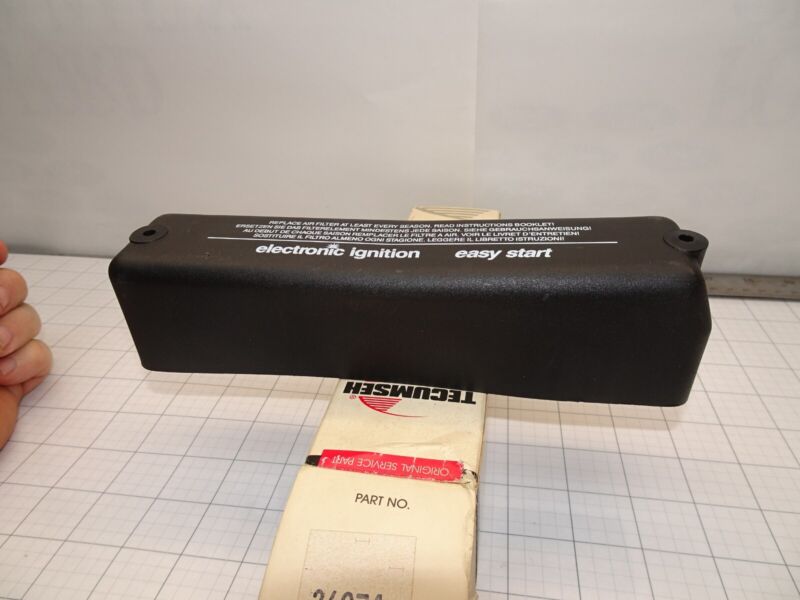 REPLACE AIR FILTER AT LEAST EVERY SEASON. READ INSTRUCTIONS BOOKLET!
ERSETZEN SIE DAS FILTERELEMENT MINDESTENS JEDE SAISON. SIEHE GEBRAUCHSANWEISUNG!
AU DÉBUT DE CHAQUE SAISON REMPLACER LE FILTRE A AIR. VOIR LE LIVRET D'ENTRETIEN!
SOSTITUIRE IL FILTRO ALMENO OGNI STAGIONE. LEGGERE IL LIBRETTO ISTRUZIONI!
electronic ignition easy start
TECUMSEH
®
ORIGINAL SERVICE PART
PART NO.